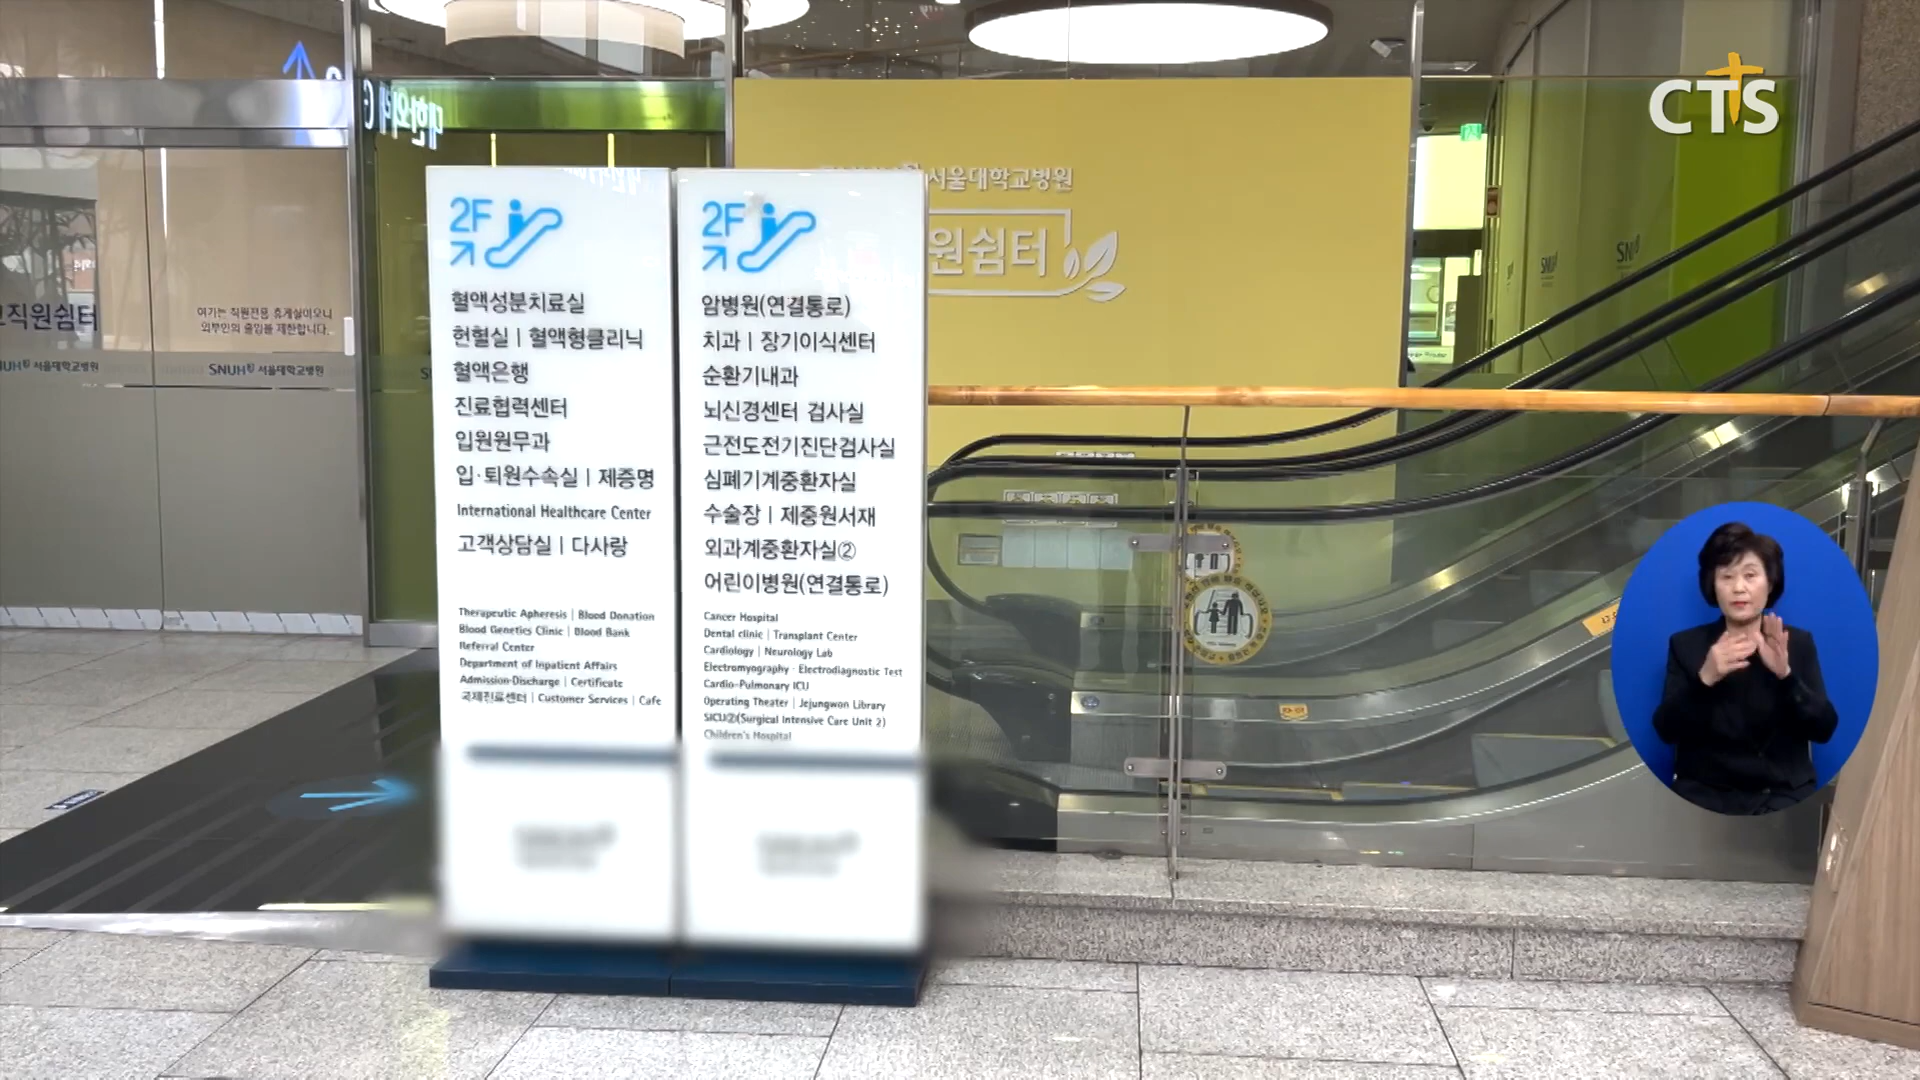 CTS
서울대학교병원
원쉼터
직원쉼터
여기는 직원전용 휴게실이오니
외부인의 출입을 제한합니다.
SNUH 서울대학교병원
2F
혈액성분치료실
헌혈실 | 혈액형클리닉
혈액은행
진료협력센터
입원원무과
입·퇴원수속실 | 제증명
International Healthcare Center
고객상담실 | 다사랑
Therapeutic Apheresis | Blood Donation
Blood Genetics Clinic | Blood Bank
Referral Center
Department of Inpatient Affairs
Admission·Discharge | Certificate
국제진료센터 | Customer Services | Cafe
2F
암병원(연결통로)
치과 | 장기이식센터
순환기내과
뇌신경센터 검사실
근전도전기진단검사실
심폐기계중환자실
수술장 | 제중원서재
외과계중환자실②
어린이병원(연결통로)
Cancer Hospital
Dental clinic | Transplant Center
Cardiology | Neurology Lab
Electromyography · Electrodiagnostic Test
Cardio-Pulmonary ICU
Operating Theater | Jejungwon Library
SICU②(Surgical Intensive Care Unit 2)
Children's Hospital
SNUH
SNUH